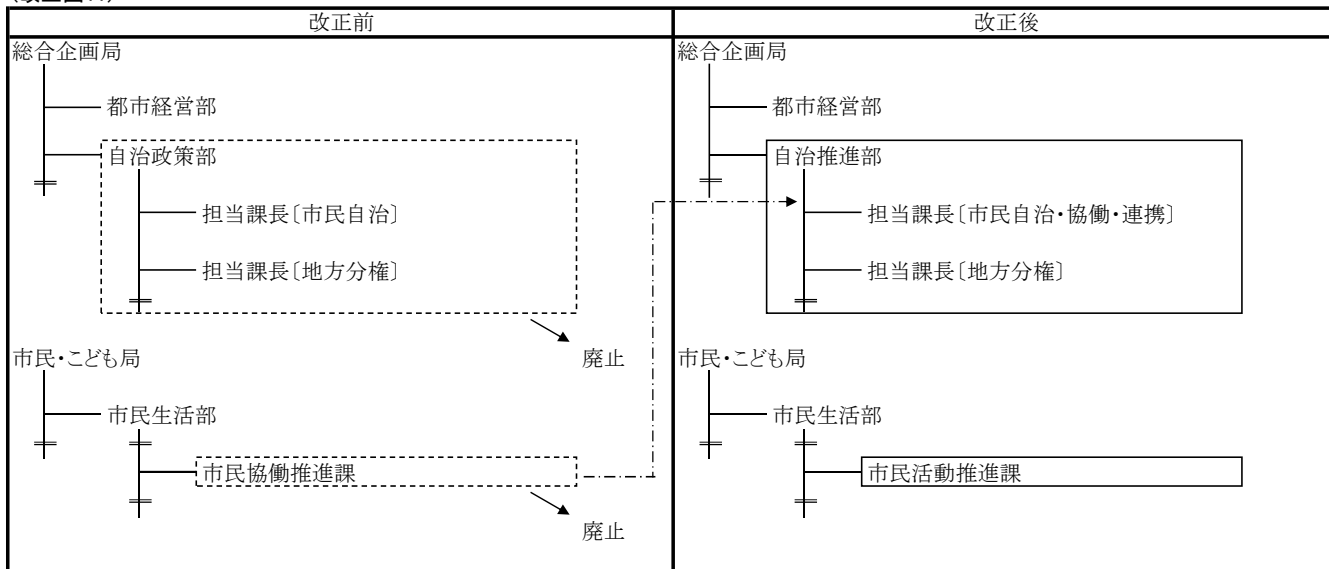 改正前
総合企画局
都市経営部
自治政策部
担当課長〔市民自治〕
担当課長〔地方分権〕
廃止
市民・こども局
市民生活部
市民協働推進課
廃止
改正後
総合企画局
都市経営部
自治推進部
担当課長〔市民自治・協働・連携〕
担当課長〔地方分権〕
市民・こども局
市民生活部
市民活動推進課